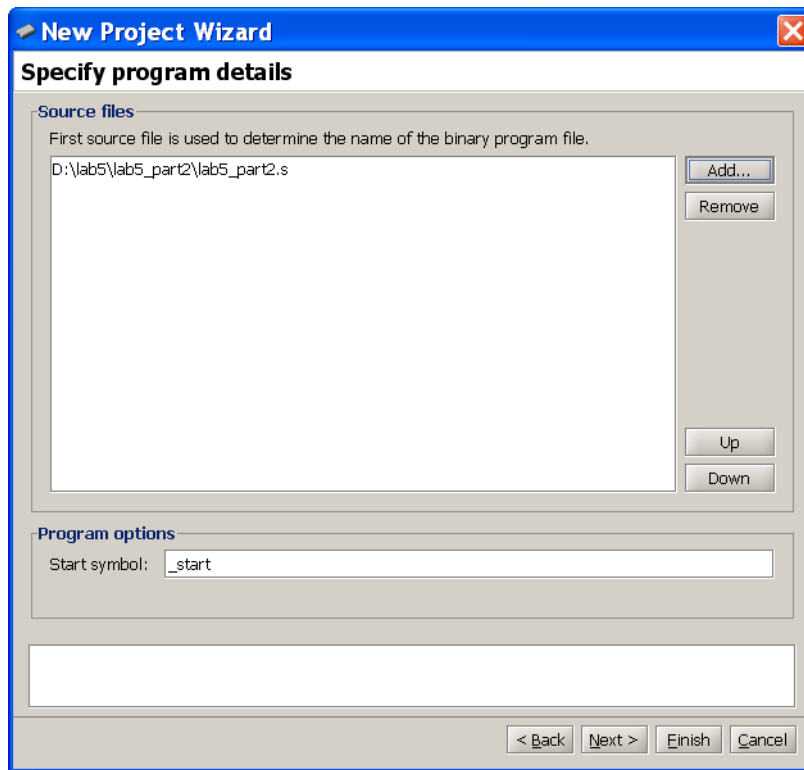 New Project Wizard
Specify program details
Source files
First source file is used to determine the name of the binary program file.
D:\lab5\lab5_part2\lab5_part2.s
Add...
Remove
Up
Down
Program options
Start symbol: _start
< Back Next > Finish Cancel